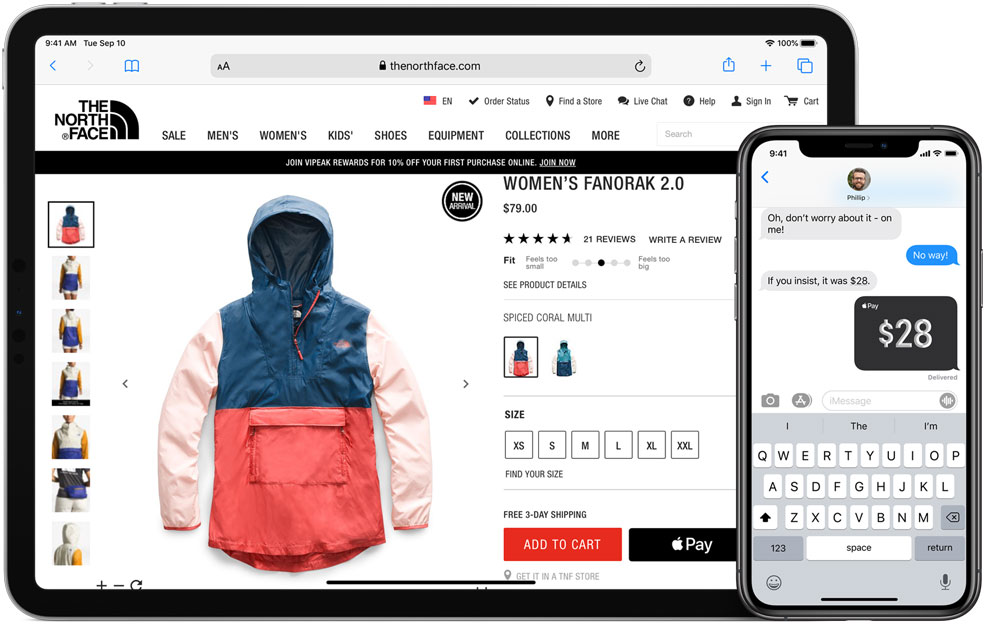 9:41 AM Tue Sep 10
100%
AA
thenorthface.com
EN
Order Status
Find a Store
Live Chat
Help
Sign In
Cart
THE
NORTH
FACE
SALE
MEN'S
WOMEN'S
KIDS'
SHOES
EQUIPMENT
COLLECTIONS
MORE
Search
JOIN VIPEAK REWARDS FOR 10% OFF YOUR FIRST PURCHASE ONLINE. JOIN NOW
NEW
ARRIVAL
WOMEN'S FANORAK 2.0
$79.00
21 REVIEWS
WRITE A REVIEW
Fit
Feels too
small
Feels too
big
SEE PRODUCT DETAILS
SPICED CORAL MULTI
SIZE
XS
S
M
L
XL
XXL
FIND YOUR SIZE
FREE 3-DAY SHIPPING
ADD TO CART
Pay
GET IT IN A TNF STORE
9:41
Phillip
Oh, don't worry about it - on
me!
No way!
If you insist, it was $28.
Pay
$28
Delivered
iMessage
I
The
I'm
Q W E R T Y U I O P
A S D F G H J K L
Z X C V B N M
123
space
return